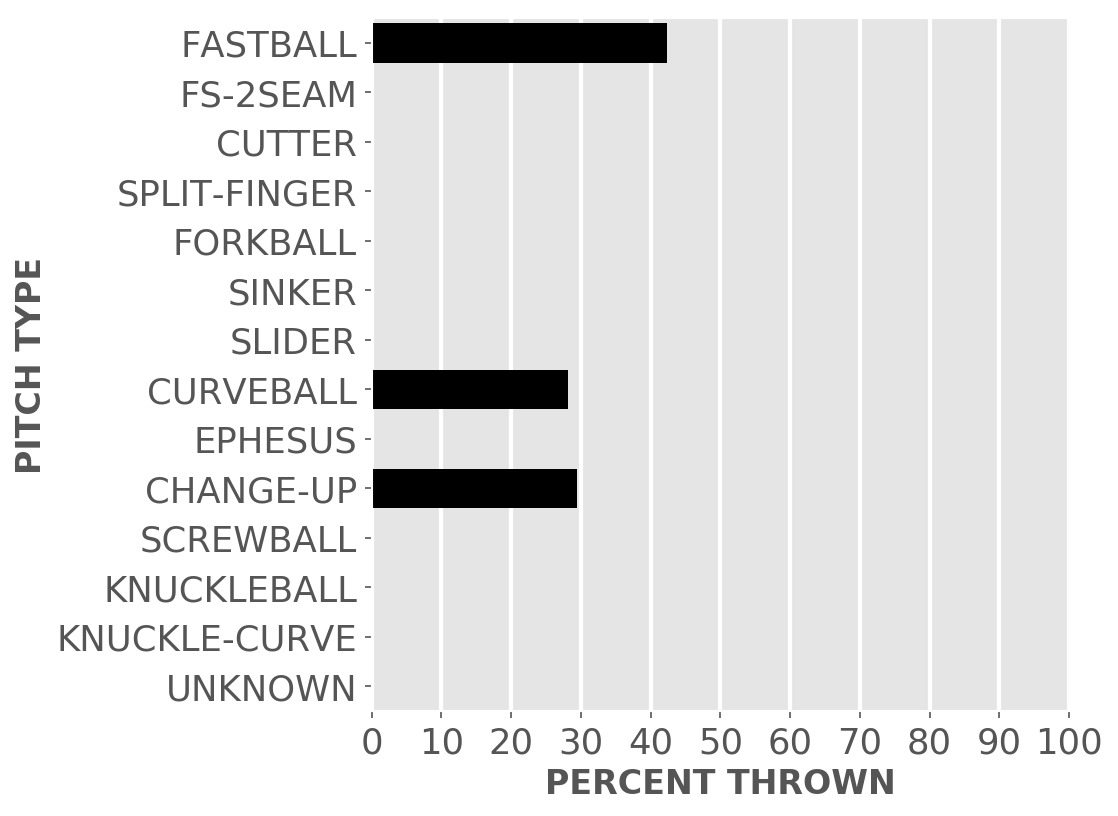 FASTBALL
FS-2SEAM
CUTTER
SPLIT-FINGER
FORKBALL
SINKER
SLIDER
CURVEBALL
EPHESUS
CHANGE-UP
SCREWBALL
KNUCKLEBALL
KNUCKLE-CURVE
UNKNOWN
PITCH TYPE
0 10 20 30 40 50 60 70 80 90 100
PERCENT THROWN